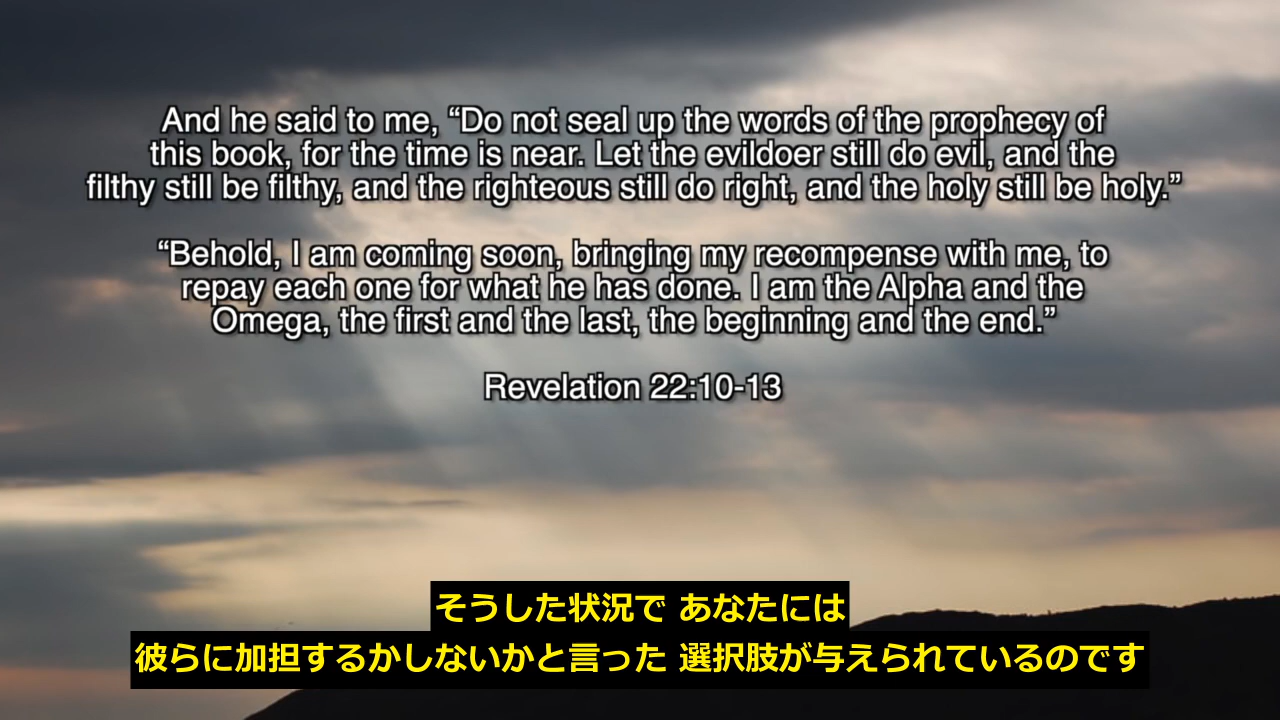 And he said to me, “Do not seal up the words of the prophecy of
this book, for the time is near. Let the evildoer still do evil, and the
filthy still be filthy, and the righteous still do right, and the holy still be holy.”
“Behold, I am coming soon, bringing my recompense with me, to
repay each one for what he has done. I am the Alpha and the
Omega, the first and the last, the beginning and the end.”
Revelation 22:10-13
そうした状況で あなたには
彼らに加担するかしないかと言った 選択肢が与えられているのです